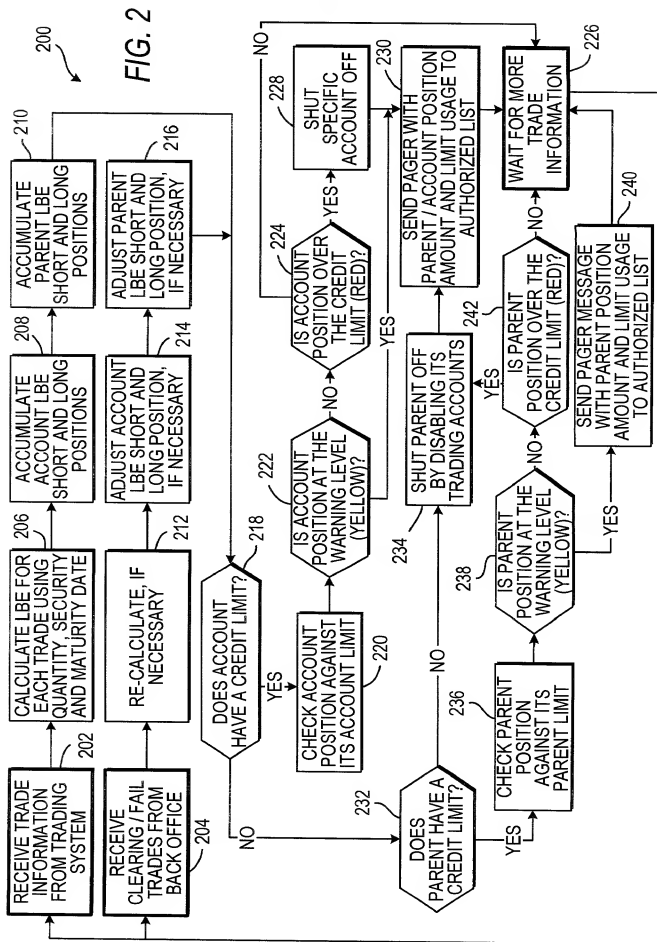 200
FIG. 2
RECEIVE TRADE
INFORMATION
FROM TRADING
SYSTEM
202
CALCULATE LBE FOR
EACH TRADE USING
QUANTITY, SECURITY
AND MATURITY DATE
206
ACCUMULATE
ACCOUNT LBE
SHORT AND LONG
POSITIONS
208
ACCUMULATE
PARENT LBE
SHORT AND LONG
POSITIONS
210
RECEIVE
CLEARING / FAIL
TRADES FROM
BACK OFFICE
204
RE-CALCULATE, IF
NECESSARY
212
ADJUST ACCOUNT
LBE SHORT AND
LONG POSITION,
IF NECESSARY
214
ADJUST PARENT
LBE SHORT AND
LONG POSITION,
IF NECESSARY
216
DOES ACCOUNT
HAVE A CREDIT LIMIT?
218
YES
NO
CHECK ACCOUNT
POSITION AGAINST
ITS ACCOUNT LIMIT
220
IS ACCOUNT
POSITION AT THE
WARNING LEVEL
(YELLOW)?
222
NO
YES
IS ACCOUNT
POSITION OVER
THE CREDIT
LIMIT (RED)?
224
YES
NO
SHUT
SPECIFIC
ACCOUNT OFF
228
SEND PAGER WITH
PARENT / ACCOUNT POSITION
AMOUNT AND LIMIT USAGE TO
AUTHORIZED LIST
230
DOES
PARENT HAVE A
CREDIT LIMIT?
232
NO
YES
SHUT PARENT OFF
BY DISABLING ITS
TRADING ACCOUNTS
234
CHECK PARENT
POSITION
AGAINST ITS
PARENT LIMIT
236
IS PARENT
POSITION AT THE
WARNING LEVEL
(YELLOW)?
238
NO
YES
IS PARENT
POSITION OVER THE
CREDIT LIMIT (RED)?
242
YES
NO
WAIT FOR MORE
TRADE
INFORMATION
226
SEND PAGER MESSAGE
WITH PARENT POSITION
AMOUNT AND LIMIT USAGE
TO AUTHORIZED LIST
240